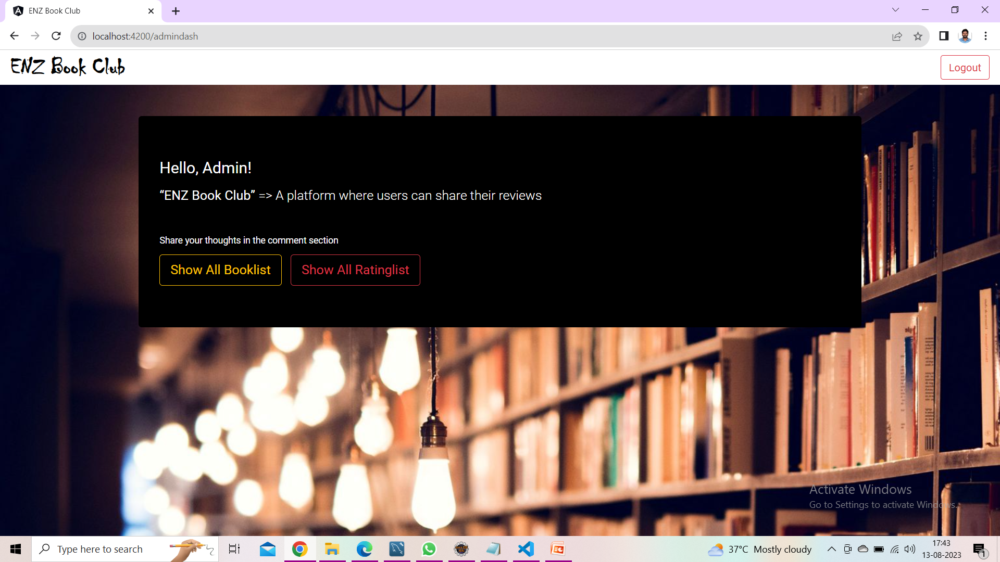 ENZ Book Club
localhost:4200/admindash
ENZ Book Club
Logout
Hello, Admin!
“ENZ Book Club” => A platform where users can share their reviews
Share your thoughts in the comment section
Show All Booklist
Show All Ratinglist
Activate Windows
Go to Settings to activate Windows.
Type here to search
37°C Mostly cloudy
17:43
13-08-2023
1